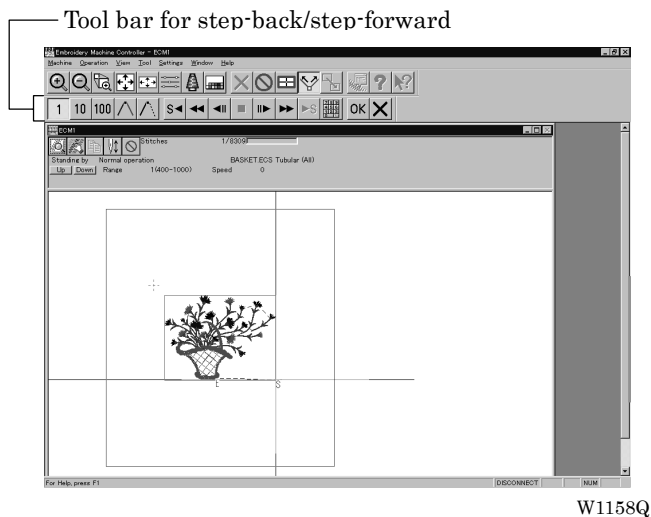 Tool bar for step-back/step-forward
Embroidery Machine Controller - ECM1
Machine Operation View Tool Settings Window Help
1 10 100 S S OK
ECM1
Stitches 1/8309
Standing by Normal operation BASKET.ECS Tubular (All)
Up Down Range 1(400-1000) Speed 0
E S
For Help, press F1 DISCONNECT NUM
W1158Q